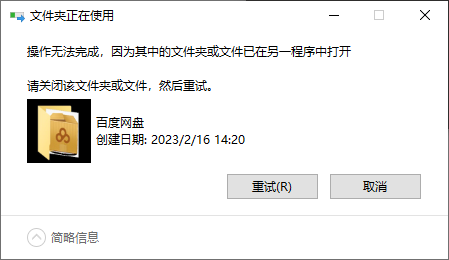 文件夹正在使用
操作无法完成，因为其中的文件夹或文件已在另一程序中打开
请关闭该文件夹或文件，然后重试。
百度网盘
创建日期: 2023/2/16 14:20
重试(R)
取消
简略信息